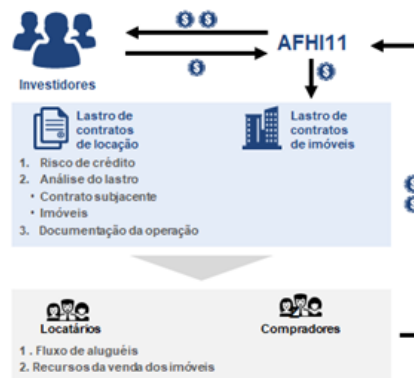 AFHI11
Investidores
Lastro de
contratos
de locação
Lastro de
contratos
de imóveis
1. Risco de crédito
2. Análise do lastro
• Contrato subjacente
• Imóveis
3. Documentação da operação
Locatários
Compradores
1 . Fluxo de aluguéis
2. Recursos da venda dos imóveis